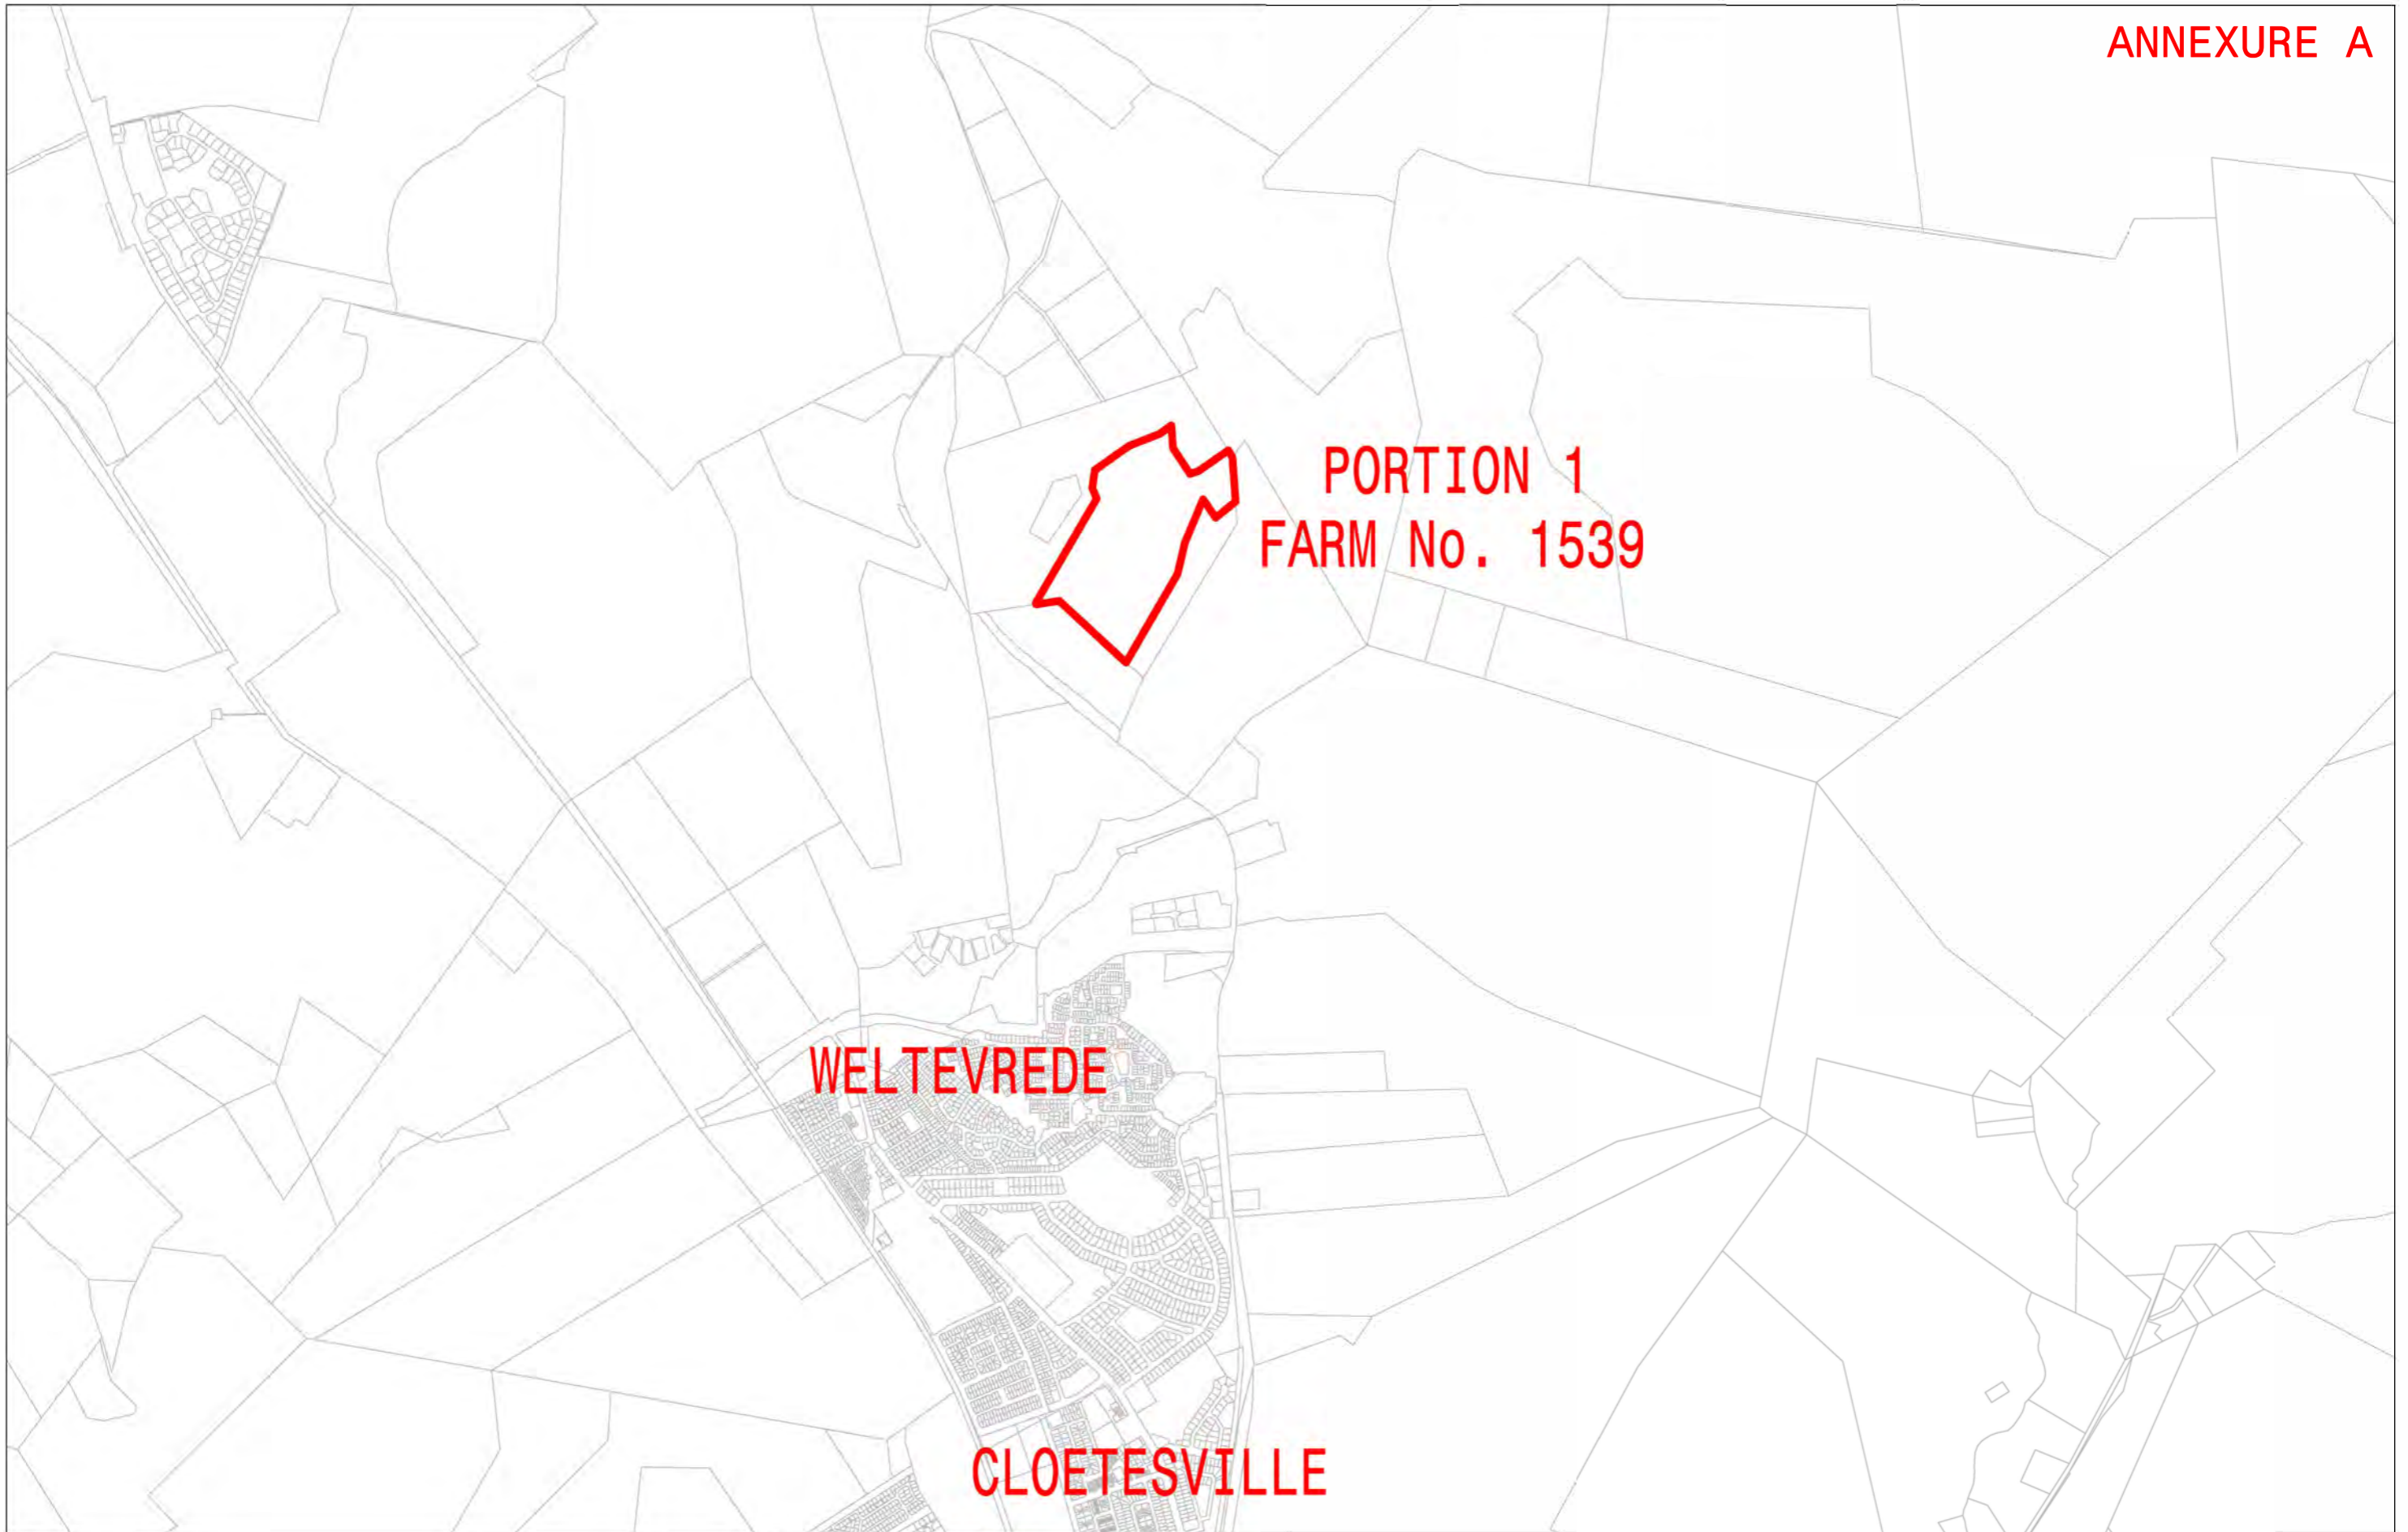 ANNEXURE A
PORTION 1
FARM No. 1539
WELTEVREDE
CLOETESVILLE